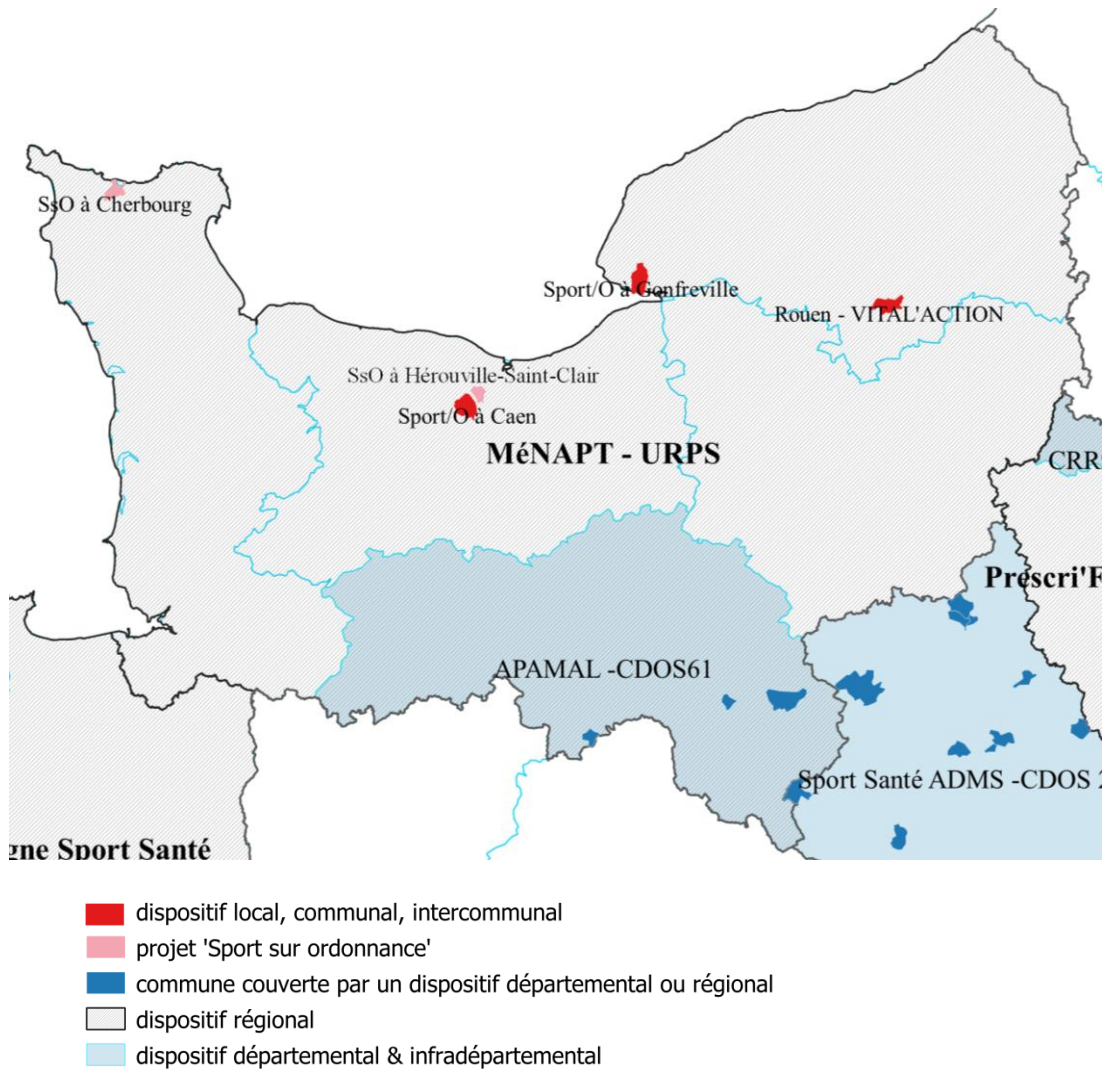 SsO à Cherbourg
Sport/O à Gonfreville
Rouen - VITAL'ACTION
SsO à Hérouville-Saint-Clair
Sport/O à Caen
MéNAPT - URPS
CRR
Prescri'F
APAMAL -CDOS61
Sport Santé ADMS -CDOS 2
gne Sport Santé
dispositif local, communal, intercommunal
projet 'Sport sur ordonnance'
commune couverte par un dispositif départemental ou régional
dispositif régional
dispositif départemental & infradépartemental